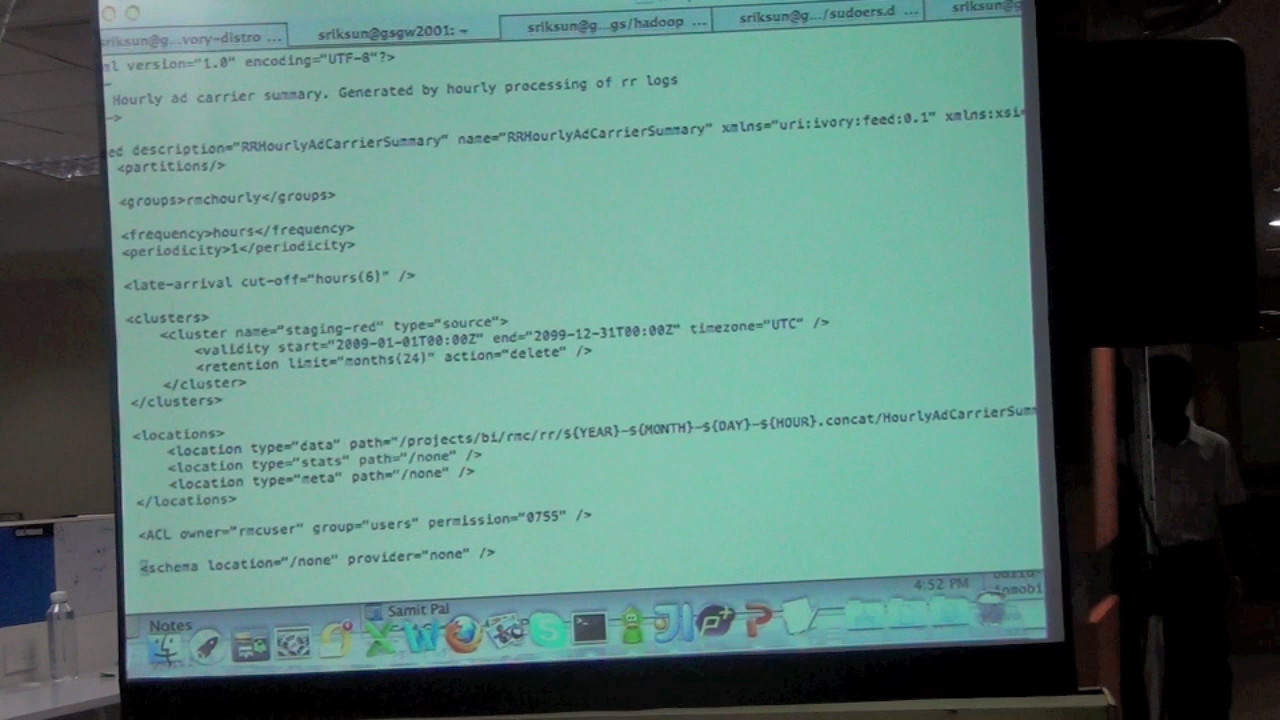 sriksun@g...vory-distro ...
sriksun@gsgw2001: ~
sriksun@g...gs/hadoop ...
sriksun@g.../sudoers.d ...
sriksun@g
ml version="1.0" encoding="UTF-8"?>
Hourly ad carrier summary. Generated by hourly processing of rr logs
->
ed description="RRHourlyAdCarrierSummary" name="RRHourlyAdCarrierSummary" xmlns="uri:ivory:feed:0.1" xmlns:xsi=
<partitions/>
<groups>rmchourly</groups>
<frequency>hours</frequency>
<periodicity>1</periodicity>
<late-arrival cut-off="hours(6)" />
<clusters>
<cluster name="staging-red" type="source">
<validity start="2009-01-01T00:00Z" end="2099-12-31T00:00Z" timezone="UTC" />
<retention limit="months(24)" action="delete" />
</cluster>
</clusters>
<locations>
<location type="data" path="/projects/bi/rmc/rr/${YEAR}-${MONTH}-${DAY}-${HOUR}.concat/HourlyAdCarrierSumm
<location type="stats" path="/none" />
<location type="meta" path="/none" />
</locations>
<ACL owner="rmcuser" group="users" permission="0755" />
<schema location="/none" provider="none" />
4:52 PM
inmobi
Samit Pal
Notes